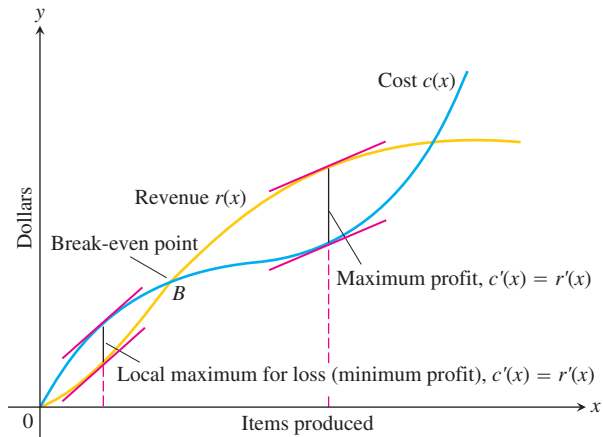 y
Cost c(x)
Revenue r(x)
Break-even point
B
Maximum profit, c′(x) = r′(x)
Local maximum for loss (minimum profit), c′(x) = r′(x)
Dollars
0
Items produced
x